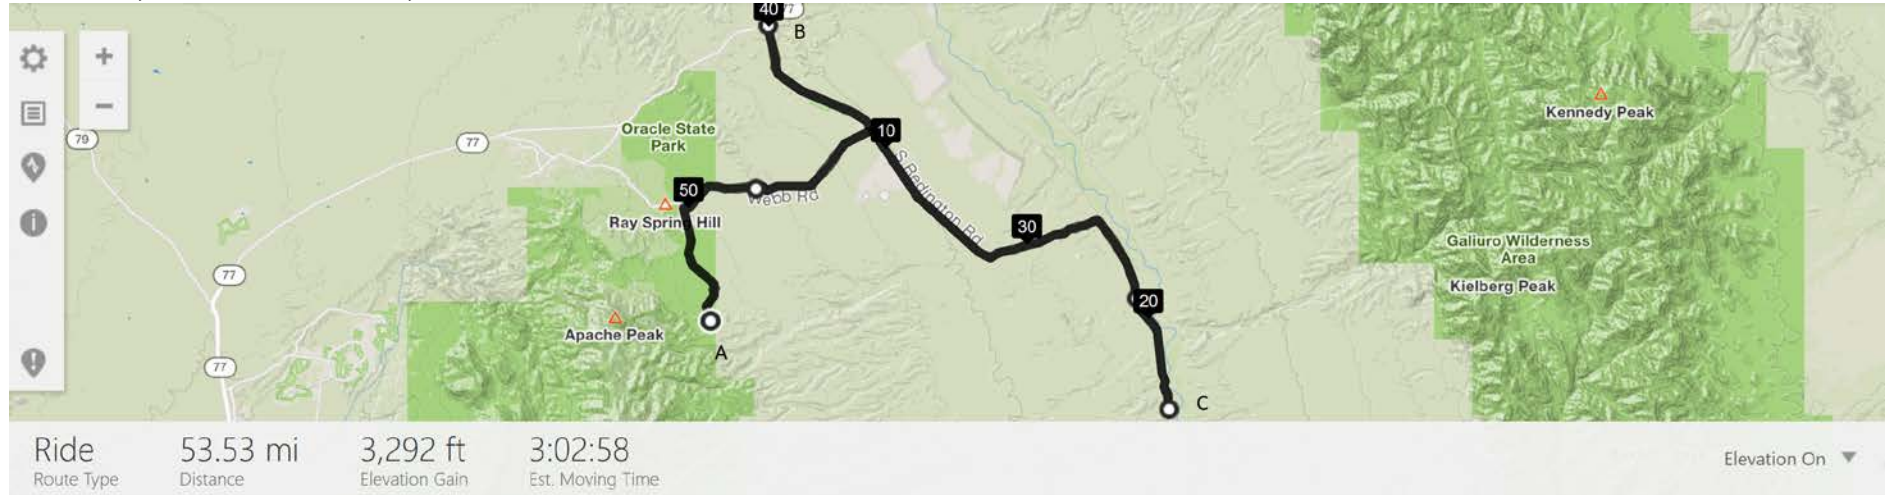 40
77
B
79
77
Oracle State
Park
10
Kennedy Peak
50
Webb Rd
S Redington Rd
Ray Spring Hill
30
Galiuro Wilderness
Area
77
Kielberg Peak
20
Apache Peak
A
77
C
Ride
53.53 mi
3,292 ft
3:02:58
Elevation On
Route Type
Distance
Elevation Gain
Est. Moving Time